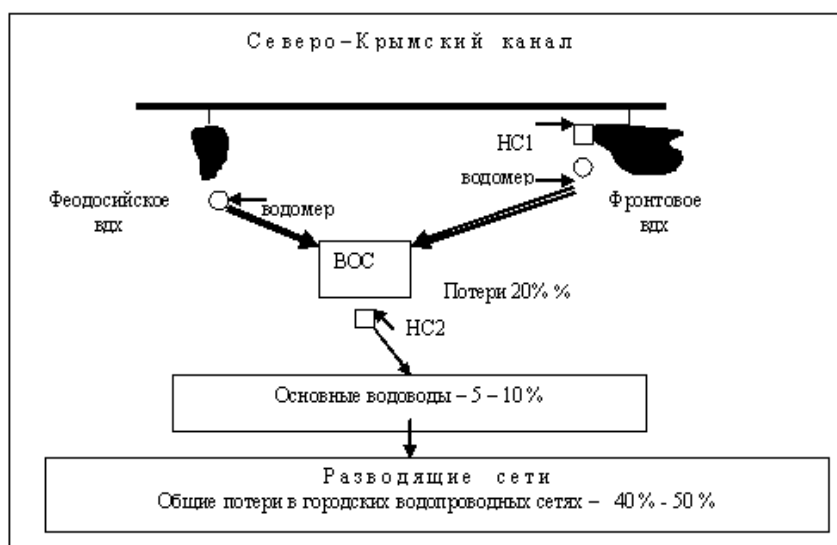 Северо-Крымский канал
НС1
водомер
Феодосийское
вдх
водомер
Фронтовое
вдх
ВОС
Потери 20% %
НС2
Основные водоводы – 5 – 10%
Разводящие сети
Общие потери в городских водопроводных сетях – 40% - 50%